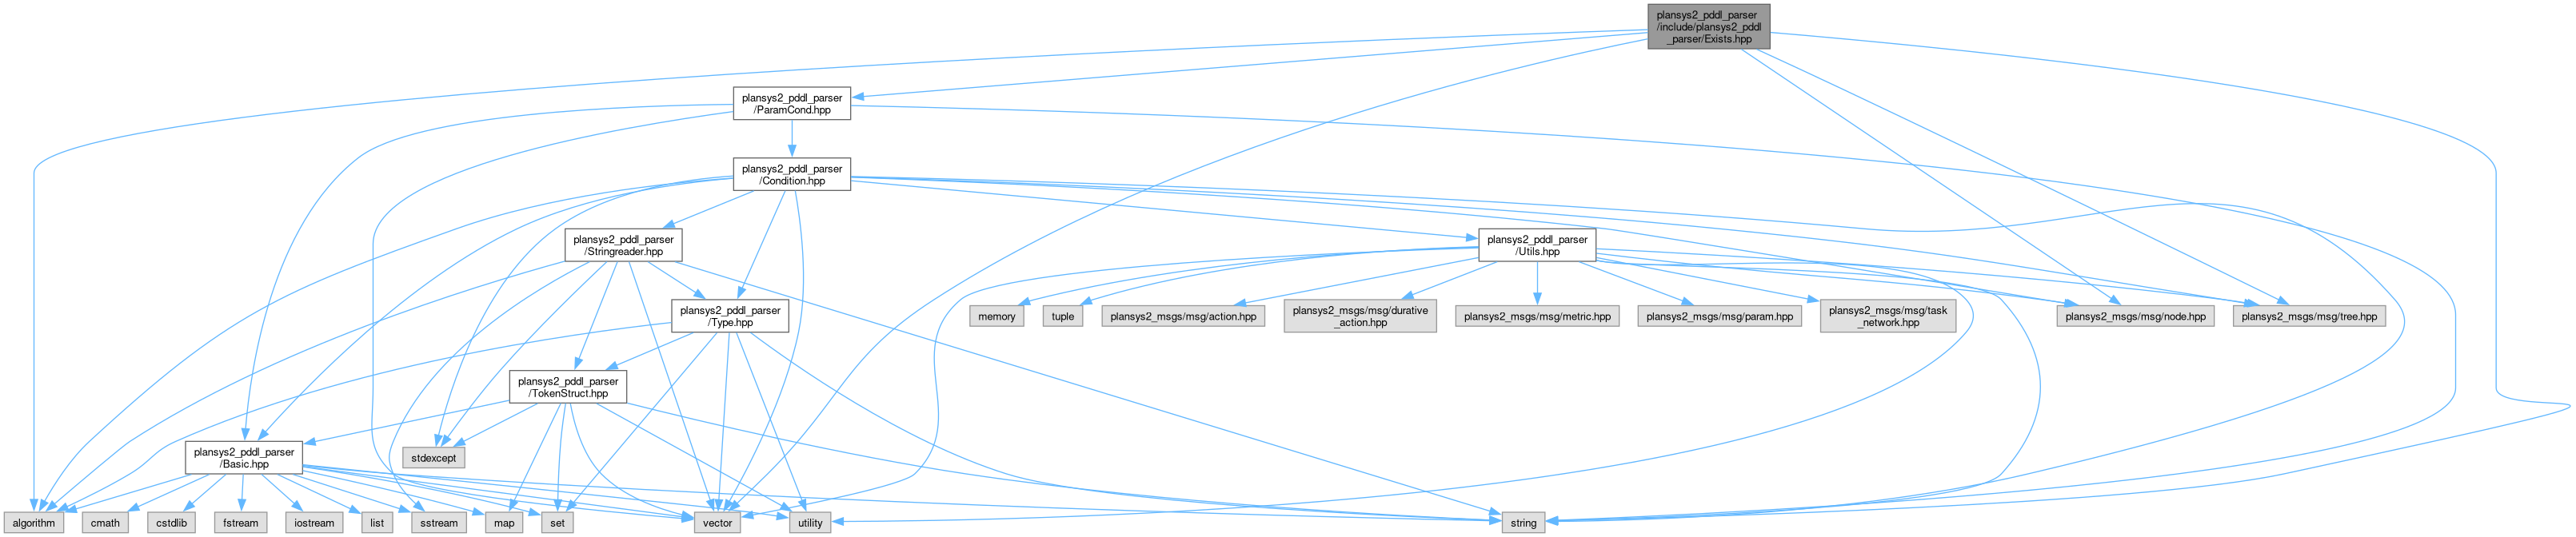 plansys2_pddl_parser
/include/plansys2_pddl
_parser/Exists.hpp
plansys2_pddl_parser
/ParamCond.hpp
plansys2_pddl_parser
/Condition.hpp
plansys2_pddl_parser
/Stringreader.hpp
plansys2_pddl_parser
/Utils.hpp
plansys2_pddl_parser
/Type.hpp
memory
tuple
plansys2_msgs/msg/action.hpp
plansys2_msgs/msg/durative
_action.hpp
plansys2_msgs/msg/metric.hpp
plansys2_msgs/msg/param.hpp
plansys2_msgs/msg/task
_network.hpp
plansys2_msgs/msg/node.hpp
plansys2_msgs/msg/tree.hpp
plansys2_pddl_parser
/TokenStruct.hpp
plansys2_pddl_parser
/Basic.hpp
stdexcept
algorithm
cmath
cstdlib
fstream
iostream
list
sstream
map
set
vector
utility
string